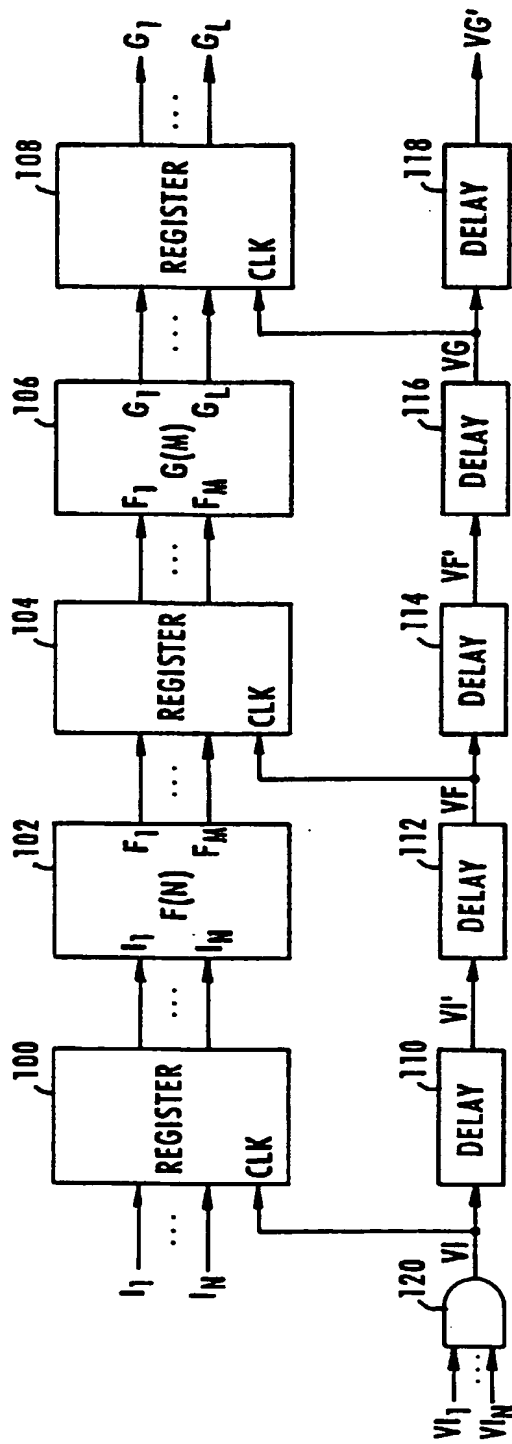 100
102
104
106
108
I1
...
IN
REGISTER
CLK
...
I1
...
IN
F(N)
F1
FM
...
REGISTER
CLK
...
F1
FM
G(M)
G1
GL
...
REGISTER
CLK
G1
...
GL
VI1
...
VIN
120
VI
110
DELAY
VI'
112
DELAY
VF
114
DELAY
VF'
116
DELAY
VG
118
DELAY
VG'